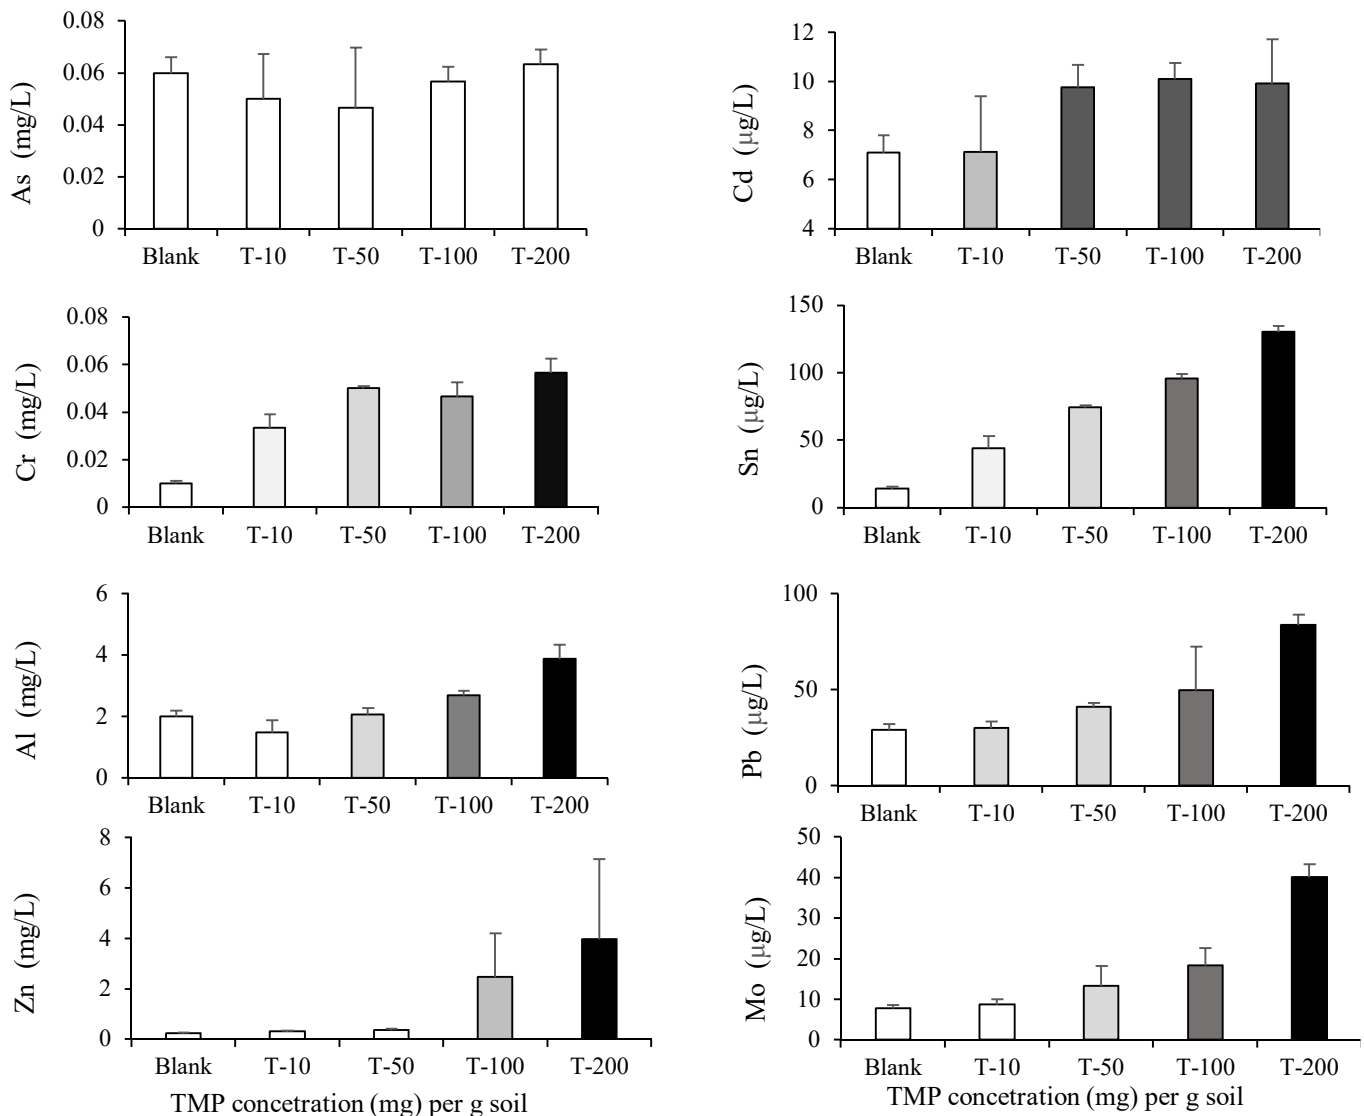 0.08
0.06
0.04
0.02
0
As (mg/L)
Blank T-10 T-50 T-100 T-200
12
10
8
6
4
Cd (μg/L)
Blank T-10 T-50 T-100 T-200
0.08
0.06
0.04
0.02
0
Cr (mg/L)
Blank T-10 T-50 T-100 T-200
150
100
50
0
Sn (μg/L)
Blank T-10 T-50 T-100 T-200
6
4
2
0
Al (mg/L)
Blank T-10 T-50 T-100 T-200
100
50
0
Pb (μg/L)
Blank T-10 T-50 T-100 T-200
8
6
4
2
0
Zn (mg/L)
Blank T-10 T-50 T-100 T-200
TMP concetration (mg) per g soil
50
40
30
20
10
0
Mo (μg/L)
Blank T-10 T-50 T-100 T-200
TMP concetration (mg) per g soil